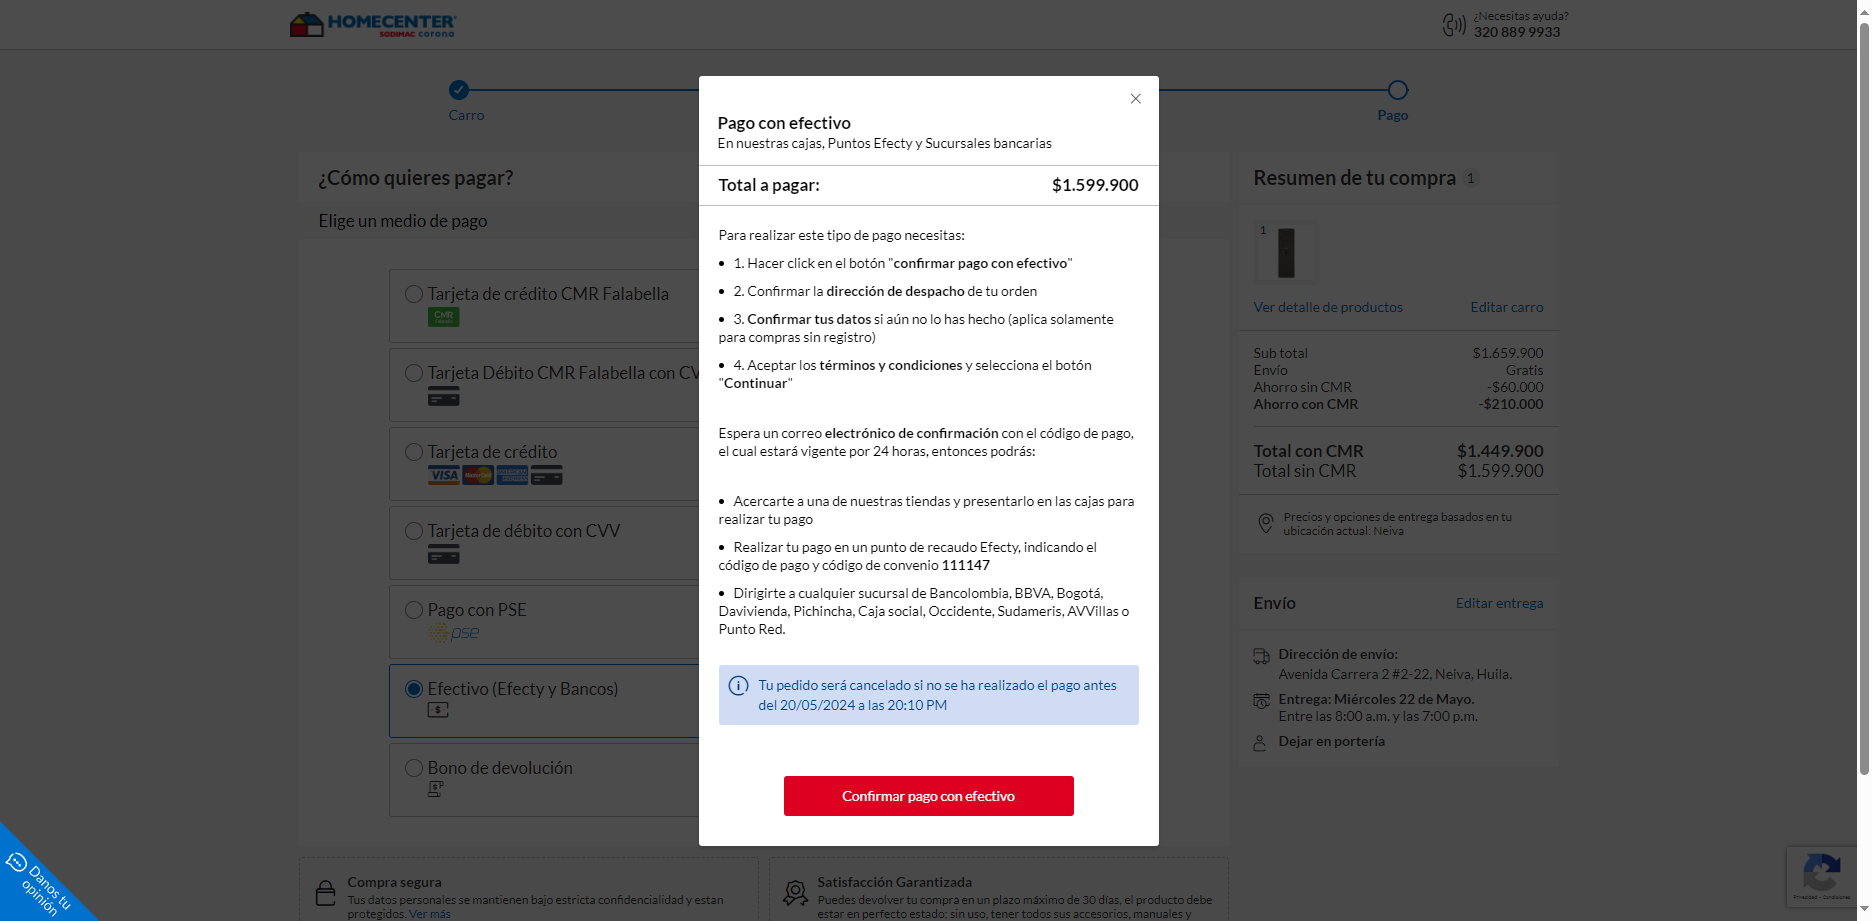 HOMECENTER
SODIMAC corona
¿Necesitas ayuda?
320 889 9933
Carro
Pago
¿Cómo quieres pagar?
Elige un medio de pago
Tarjeta de crédito CMR Falabella
CMR
Tarjeta Débito CMR Falabella con CV
Tarjeta de crédito
VISA
Tarjeta de débito con CVV
Pago con PSE
pse
Efectivo (Efecty y Bancos)
Bono de devolución
Pago con efectivo
En nuestras cajas, Puntos Efecty y Sucursales bancarias
Total a pagar: $1.599.900
Para realizar este tipo de pago necesitas:
• 1. Hacer click en el botón "confirmar pago con efectivo"
• 2. Confirmar la dirección de despacho de tu orden
• 3. Confirmar tus datos si aún no lo has hecho (aplica solamente
para compras sin registro)
• 4. Aceptar los términos y condiciones y selecciona el botón
"Continuar"
Espera un correo electrónico de confirmación con el código de pago,
el cual estará vigente por 24 horas, entonces podrás:
• Acercarte a una de nuestras tiendas y presentarlo en las cajas para
realizar tu pago
• Realizar tu pago en un punto de recaudo Efecty, indicando el
código de pago y código de convenio 111147
• Dirigirte a cualquier sucursal de Bancolombia, BBVA, Bogotá,
Davivienda, Pichincha, Caja social, Occidente, Sudameris, AVVillas o
Punto Red.
Tu pedido será cancelado si no se ha realizado el pago antes
del 20/05/2024 a las 20:10 PM
Confirmar pago con efectivo
Resumen de tu compra 1
1
Ver detalle de productos Editar carro
Sub total $1.659.900
Envío Gratis
Ahorro sin CMR -$60.000
Ahorro con CMR -$210.000
Total con CMR $1.449.900
Total sin CMR $1.599.900
Precios y opciones de entrega basados en tu
ubicación actual: Neiva
Envío Editar entrega
Dirección de envío:
Avenida Carrera 2 #2-22, Neiva, Huila.
Entrega: Miércoles 22 de Mayo.
Entre las 8:00 a.m. y las 7:00 p.m.
Dejar en portería
Compra segura
Tus datos personales se mantienen bajo estricta confidencialidad y estan
protegidos. Ver más
Satisfacción Garantizada
Puedes devolver tu compra en un plazo máximo de 30 días, el producto debe
estar en perfecto estado: sin uso, tener todos sus accesorios, manuales y
Danos tu
opinión
Privacidad - Condiciones